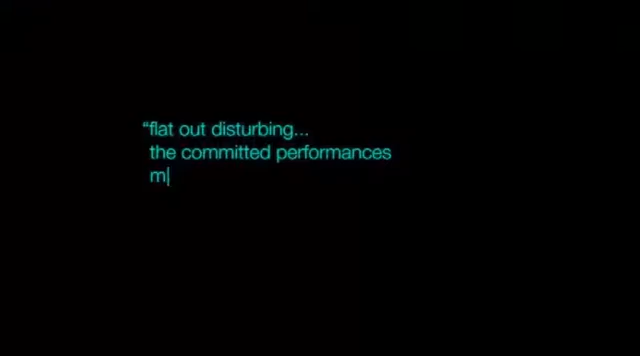 “flat out disturbing...
the committed performances
m|